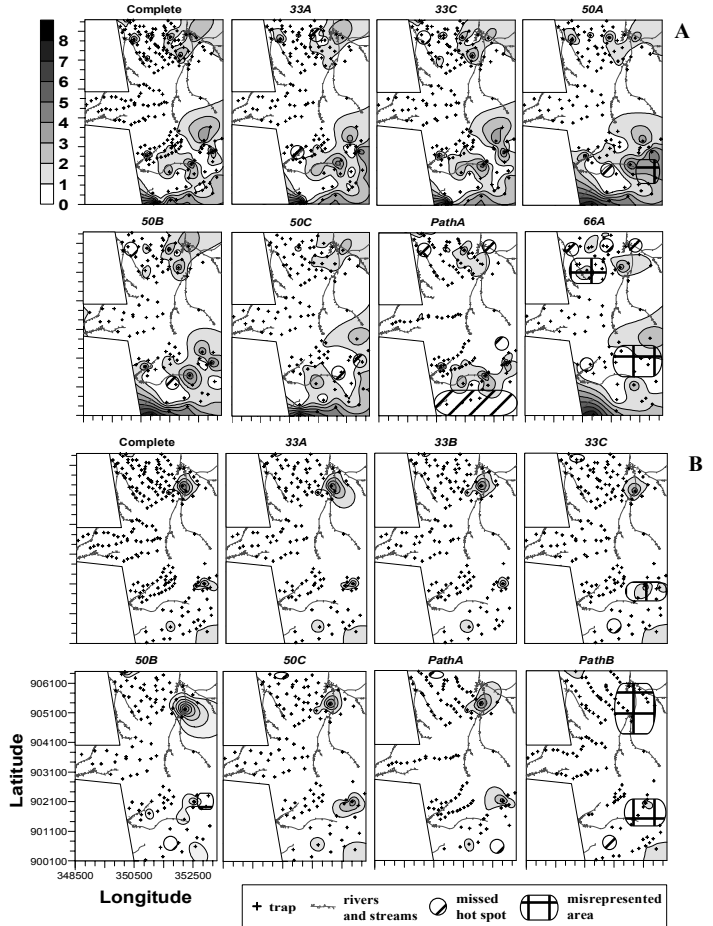 Complete 33A 33C 50A
A
8
7
6
5
4
3
2
1
0
50B 50C PathA 66A
Complete 33A 33B 33C
B
50B 50C PathA PathB
906100
905100
904100
903100
902100
901100
900100
Latitude
348500 350500 352500
Longitude
trap rivers and streams missed hot spot misrepresented area